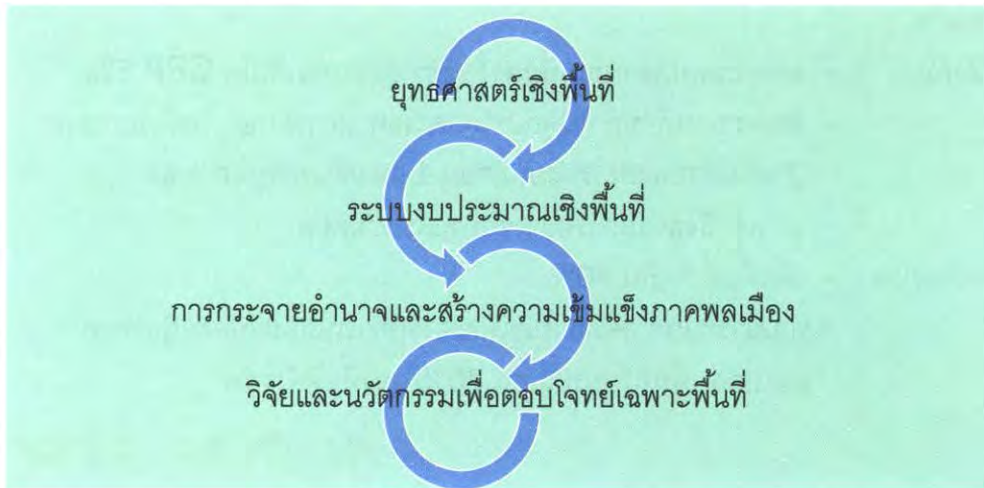 ยุทธศาสตร์เชิงพื้นที่
ระบบงบประมาณเชิงพื้นที่
การกระจายอำนาจและสร้างความเข้มแข็งภาคพลเมือง
วิจัยและนวัตกรรมเพื่อตอบโจทย์เฉพาะพื้นที่